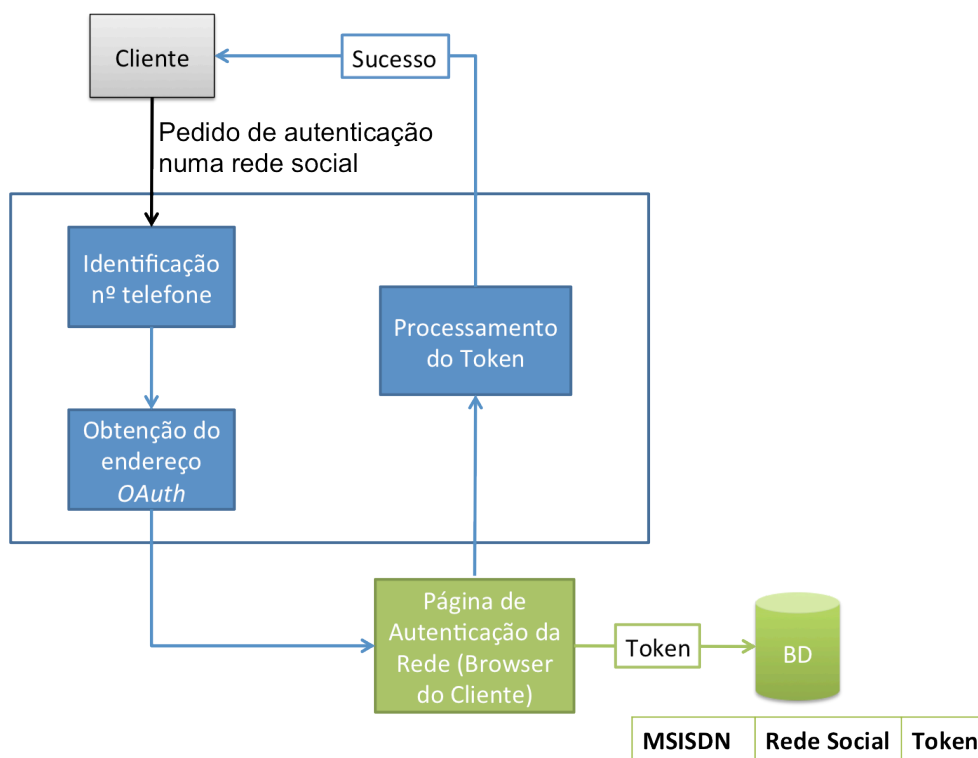 Cliente
Sucesso
Pedido de autenticação
numa rede social
Identificação
nº telefone
Processamento
do Token
Obtenção do
endereço
OAuth
Página de
Autenticação da
Rede (Browser
do Cliente)
Token
BD
MSISDN Rede Social Token